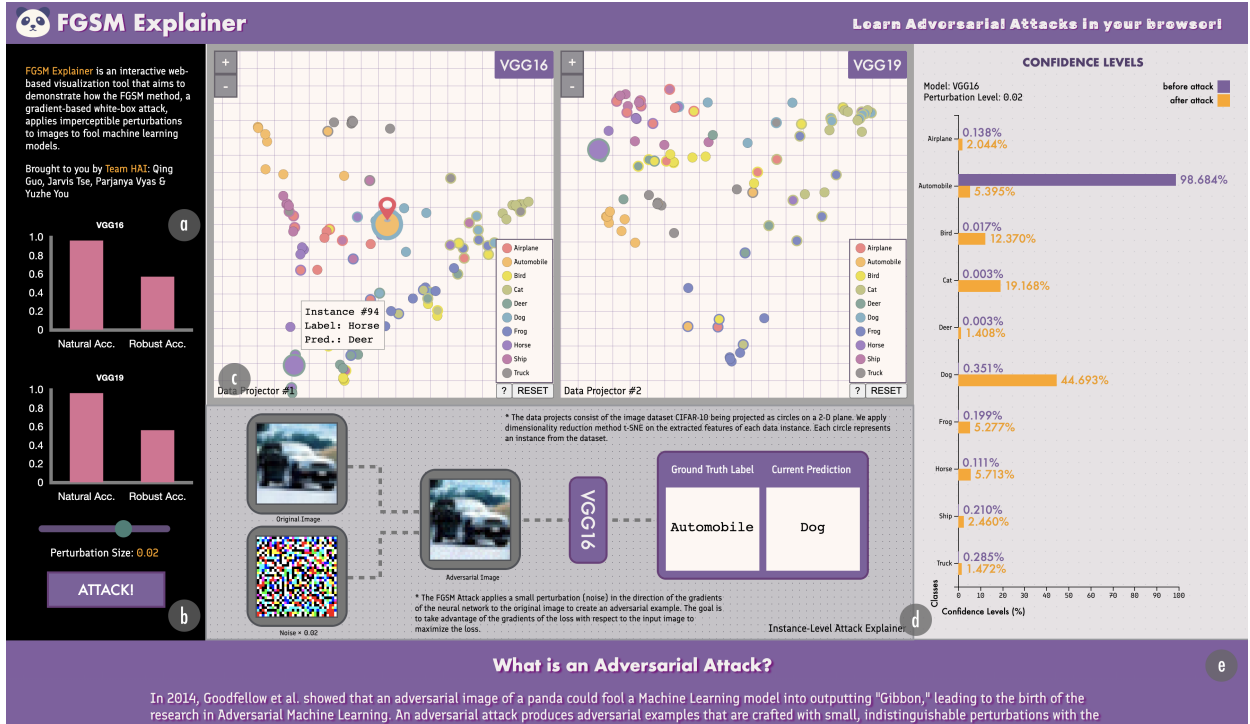 FGSM Explainer
Learn Adversarial Attacks in your browser!
FGSM Explainer is an interactive web-
based visualization tool that aims to
demonstrate how the FGSM method, a
gradient-based white-box attack,
applies imperceptible perturbations
to images to fool machine learning
models.
Brought to you by Team HAI: Qing
Guo, Jarvis Tse, Parjanya Vyas &
Yuzhe You
a
VGG16
1.0
0.8
0.6
0.4
0.2
0
Natural Acc.
Robust Acc.
VGG19
1.0
0.8
0.6
0.4
0.2
0
Natural Acc.
Robust Acc.
Perturbation Size: 0.02
ATTACK!
b
+
-
VGG16
Instance #94
Label: Horse
Pred.: Deer
Airplane
Automobile
Bird
Cat
Deer
Dog
Frog
Horse
Ship
Truck
c
Data Projector #1
? RESET
+
-
VGG19
Airplane
Automobile
Bird
Cat
Deer
Dog
Frog
Horse
Ship
Truck
Data Projector #2
? RESET
* The data projects consist of the image dataset CIFAR-10 being projected as circles on a 2-D plane. We apply
dimensionality reduction method t-SNE on the extracted features of each data instance. Each circle represents
an instance from the dataset.
Original Image
Noise × 0.02
Adversarial Image
VGG16
Ground Truth Label
Current Prediction
Automobile
Dog
* The FGSM Attack applies a small perturbation (noise) in the direction of the gradients
of the neural network to the original image to create an adversarial example. The goal is
to take advantage of the gradients of the loss with respect to the input image to
maximize the loss.
Instance-Level Attack Explainer
d
CONFIDENCE LEVELS
Model: VGG16
Perturbation Level: 0.02
before attack
after attack
Airplane
0.138%
2.044%
Automobile
98.684%
5.395%
Bird
0.017%
12.370%
Cat
0.003%
19.168%
Deer
0.003%
1.408%
Dog
0.351%
44.693%
Frog
0.199%
5.277%
Horse
0.111%
5.713%
Ship
0.210%
2.460%
Truck
0.285%
1.472%
Classes
0 10 20 30 40 50 60 70 80 90 100
Confidence Levels (%)
What is an Adversarial Attack?
e
In 2014, Goodfellow et al. showed that an adversarial image of a panda could fool a Machine Learning model into outputting "Gibbon," leading to the birth of the
research in Adversarial Machine Learning. An adversarial attack produces adversarial examples that are crafted with small, indistinguishable perturbations with the